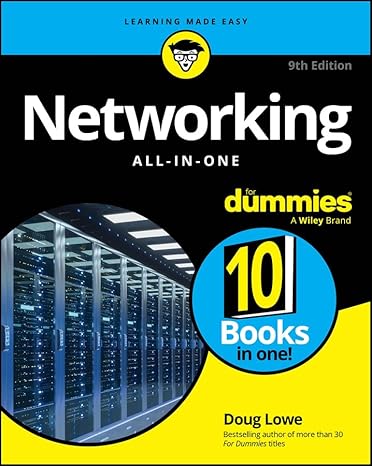 LEARNING MADE EASY
9th Edition
Networking
ALL-IN-ONE
for
dummies®
A Wiley Brand
10
Books
in one!
Doug Lowe
Bestselling author of more than 30
For Dummies titles